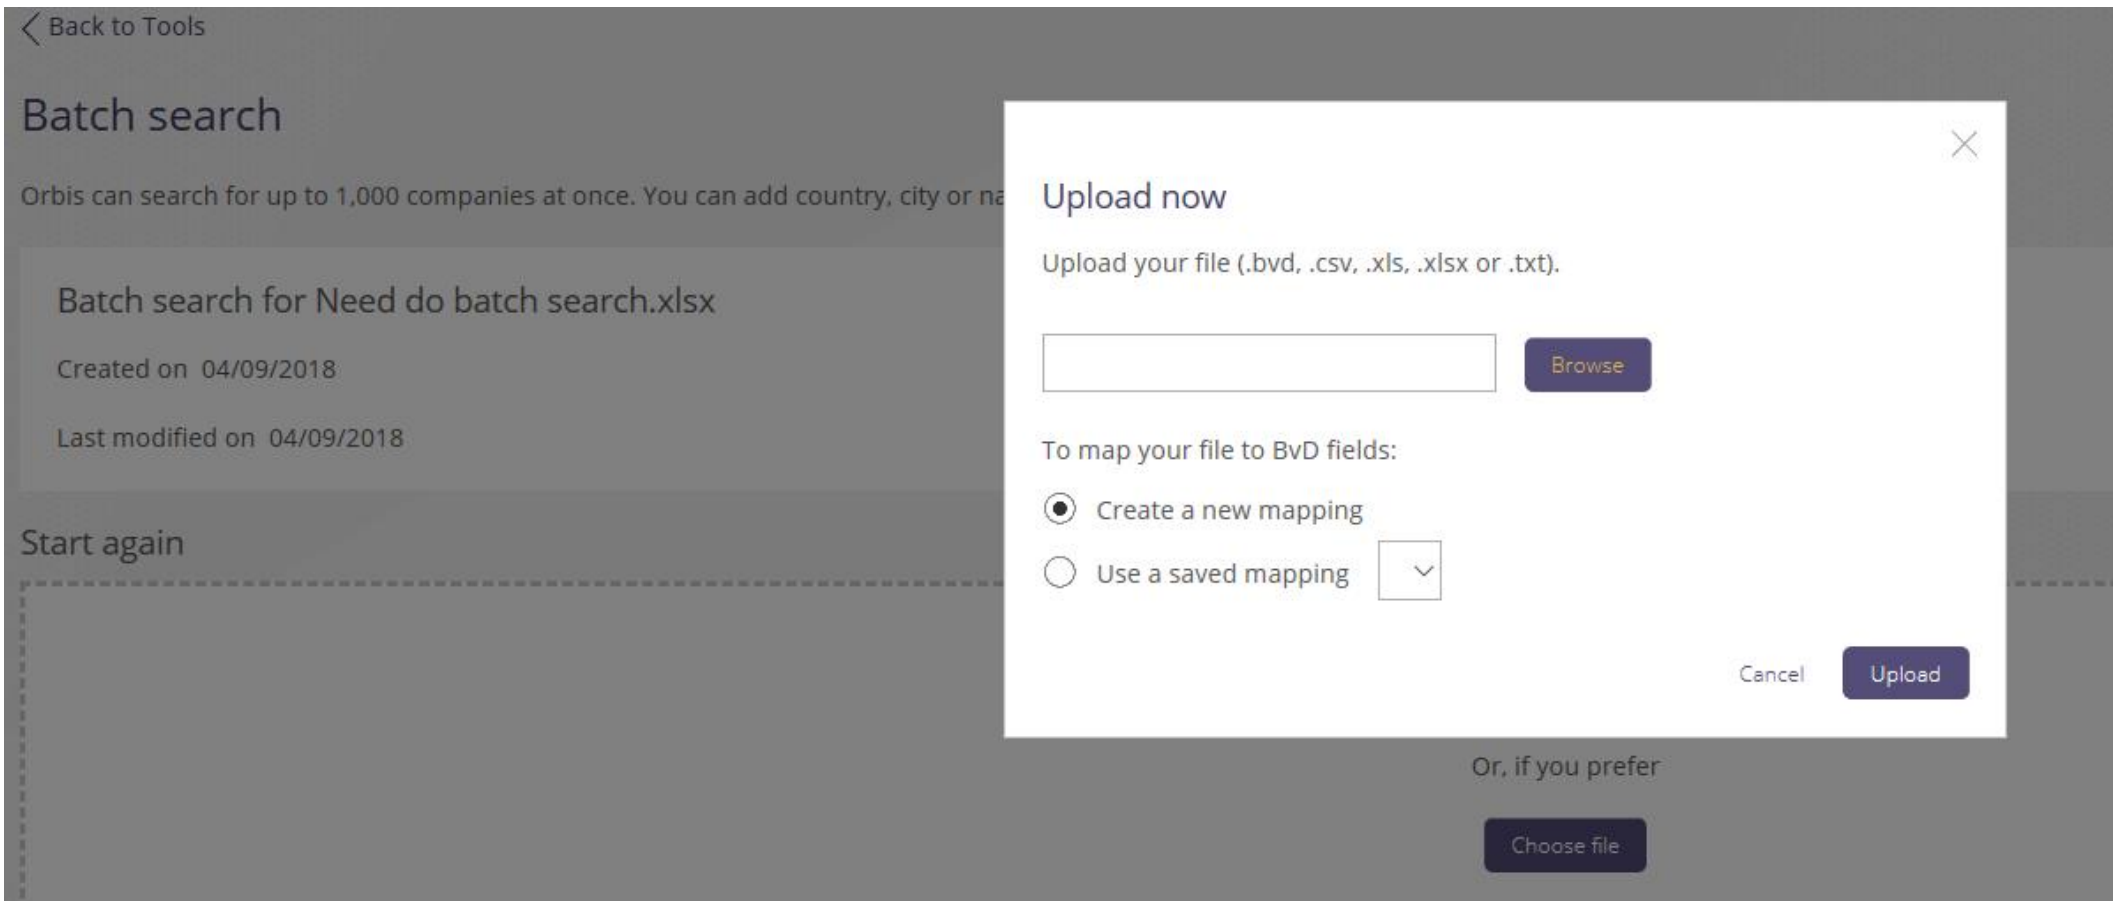 Back to Tools
Batch search
Orbis can search for up to 1,000 companies at once. You can add country, city or na
Batch search for Need do batch search.xlsx
Created on 04/09/2018
Last modified on 04/09/2018
Start again
Upload now
Upload your file (.bvd, .csv, .xls, .xlsx or .txt).
Browse
To map your file to BvD fields:
Create a new mapping
Use a saved mapping
Cancel Upload
Or, if you prefer
Choose file